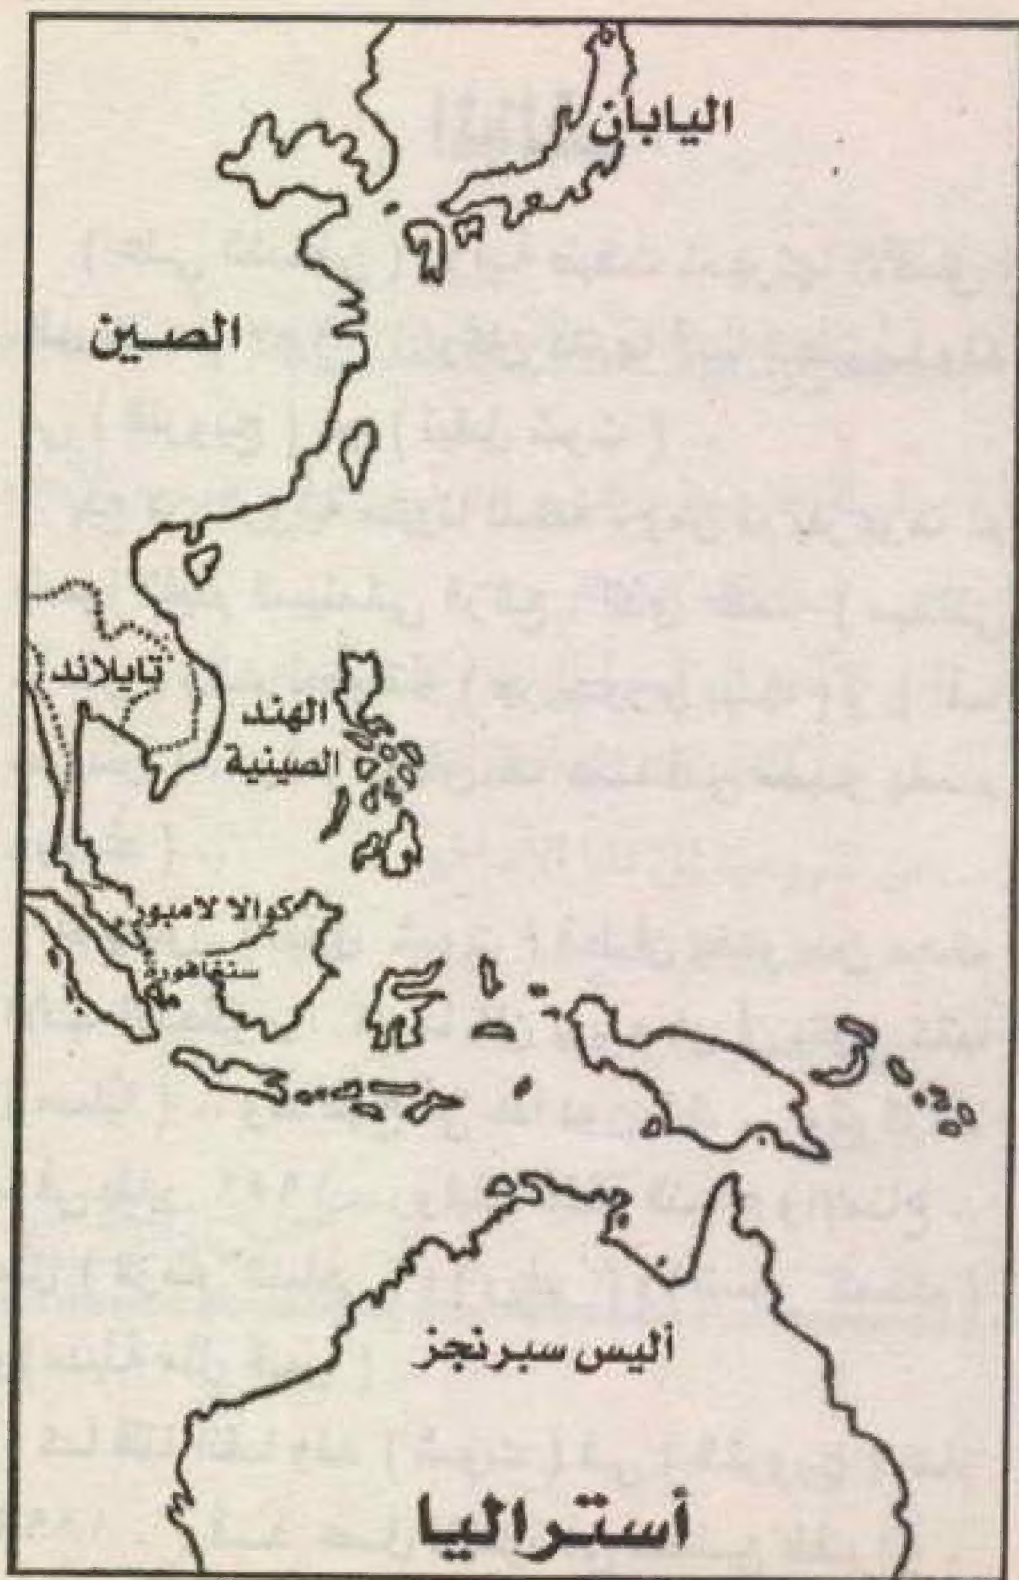 اليابان
الصين
تايلاند
الهند
الصينية
كوالا لامبور
سنغافورة
أليس سبرنجز
أستراليا